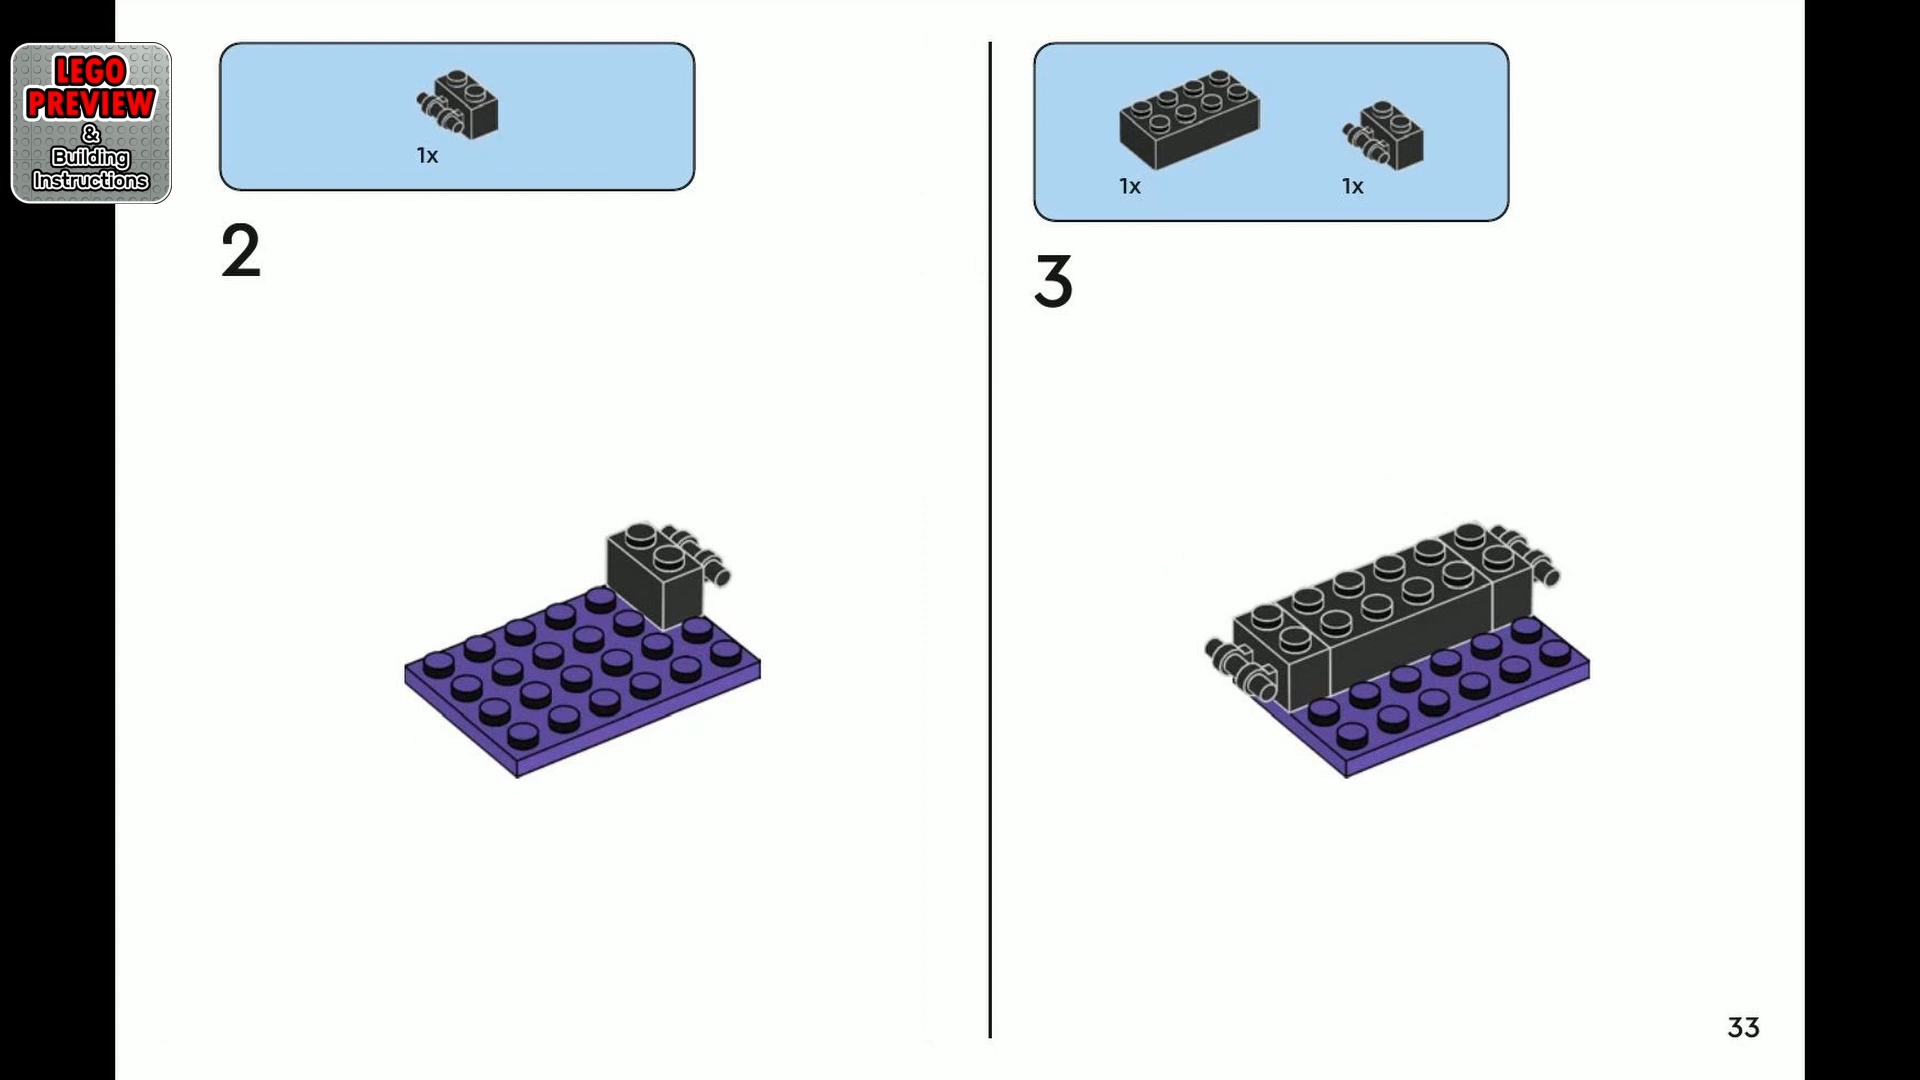 LEGO
PREVIEW
&
Building
Instructions
1x
2
1x
1x
3
33